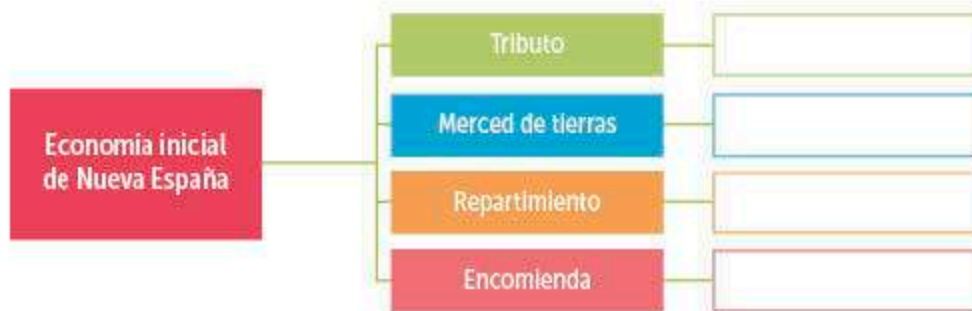 Economía inicial
de Nueva España
Tributo
Merced de tierras
Repartimiento
Encomienda